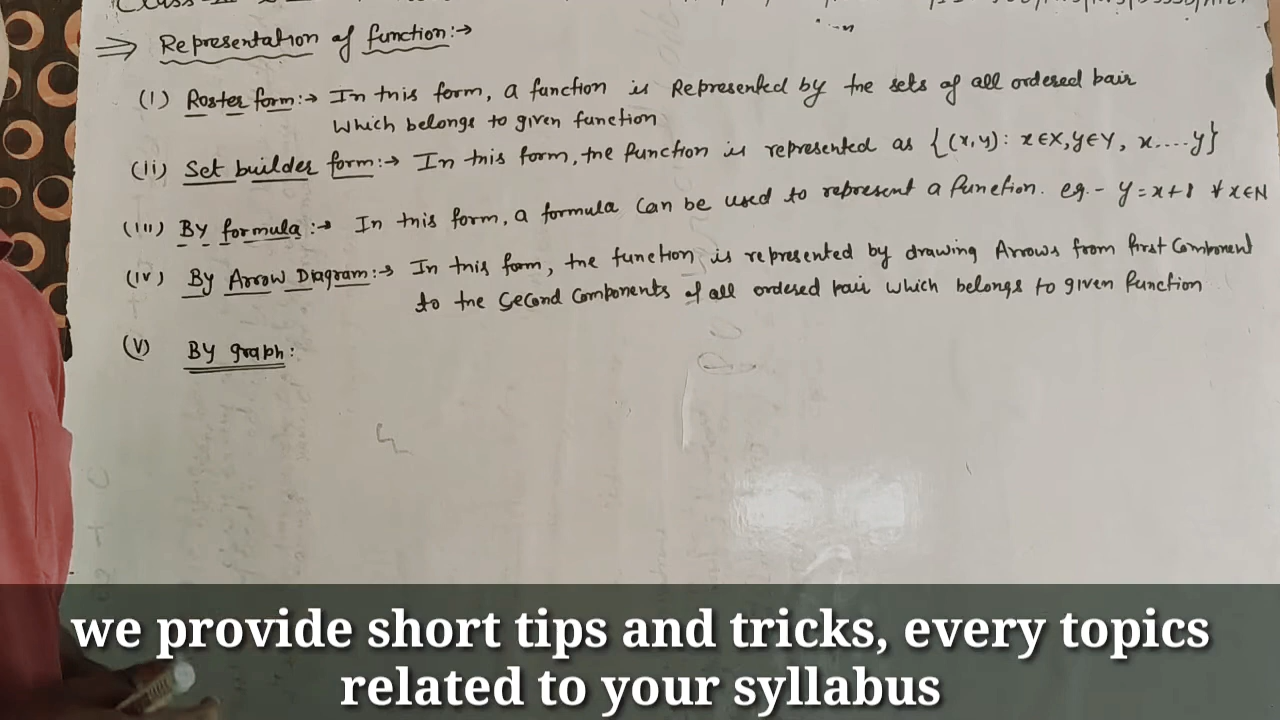 ⇒ Representation of function:→
(i) Roster form:→ In this form, a function is Represented by the sets of all ordered pair
Which belongs to given function
(ii) Set builder form:→ In this form, the function is represented as {(x,y): x∈X, y∈Y, x....y}
(iii) By formula:→ In this form, a formula can be used to represent a function. eg.- y=x+1 ∀ x∈N
(iv) By Arrow Diagram:→ In this form, the function is represented by drawing Arrows from first Component
to the Second Components of all ordered pair which belongs to given function
(v) By graph:
we provide short tips and tricks, every topics
related to your syllabus